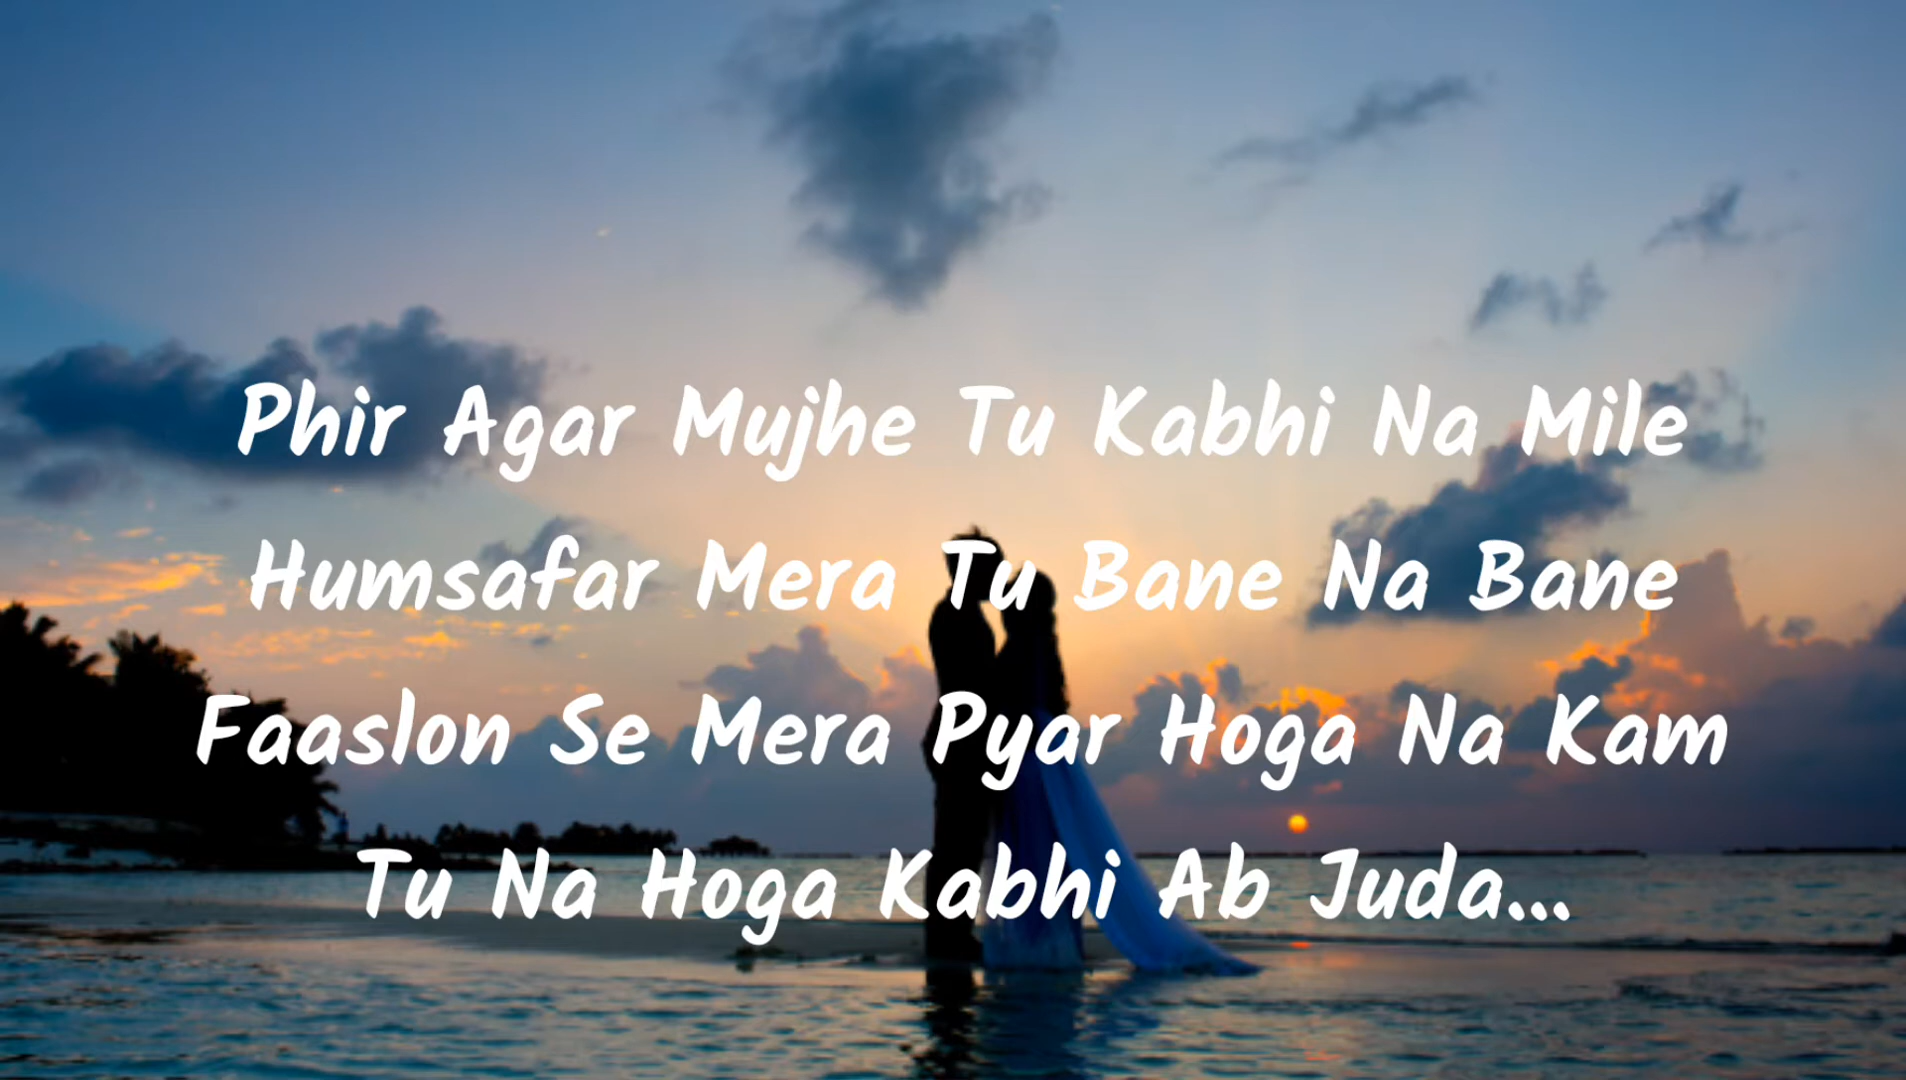 Phir Agar Mujhe Tu Kabhi Na Mile
Humsafar Mera Tu Bane Na Bane
Faaslon Se Mera Pyar Hoga Na Kam
Tu Na Hoga Kabhi Ab Juda...